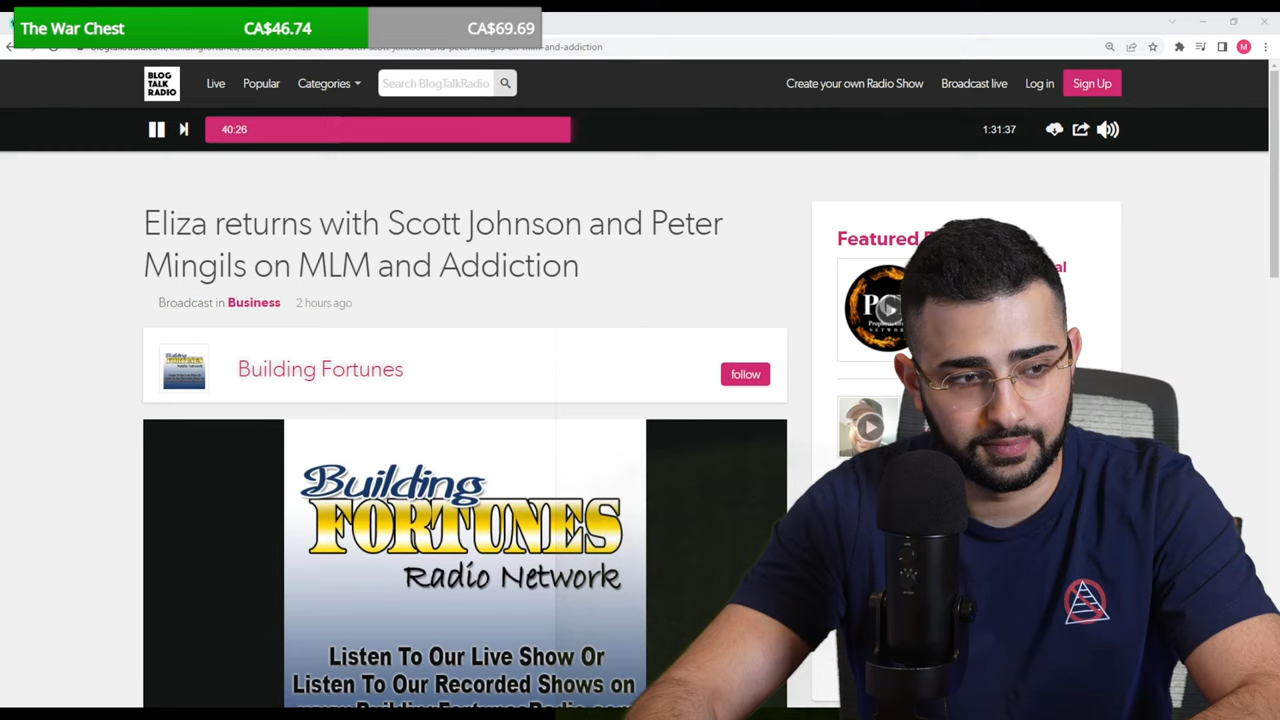 The War Chest CA$46.74 CA$69.69
BLOG
TALK
RADIO
Live Popular Categories Search BlogTalkRadio Create your own Radio Show Broadcast live Log in Sign Up
40:26 1:31:37
Eliza returns with Scott Johnson and Peter
Mingils on MLM and Addiction
Broadcast in Business 2 hours ago
Featured
al
Building Fortunes
follow
Building
FORTUNES
Radio Network
Listen To Our Live Show Or
Listen To Our Recorded Shows on
M